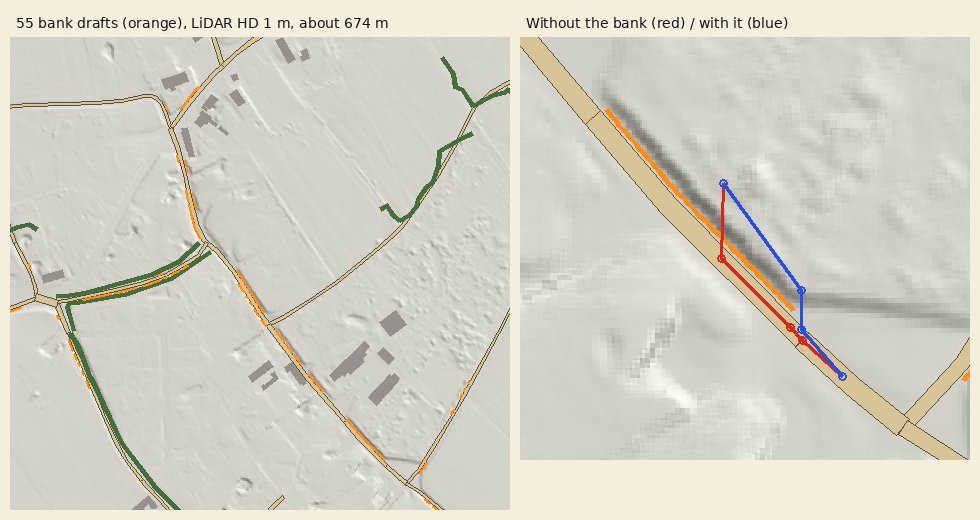 55 bank drafts (orange), LiDAR HD 1 m, about 674 m
Without the bank (red) / with it (blue)